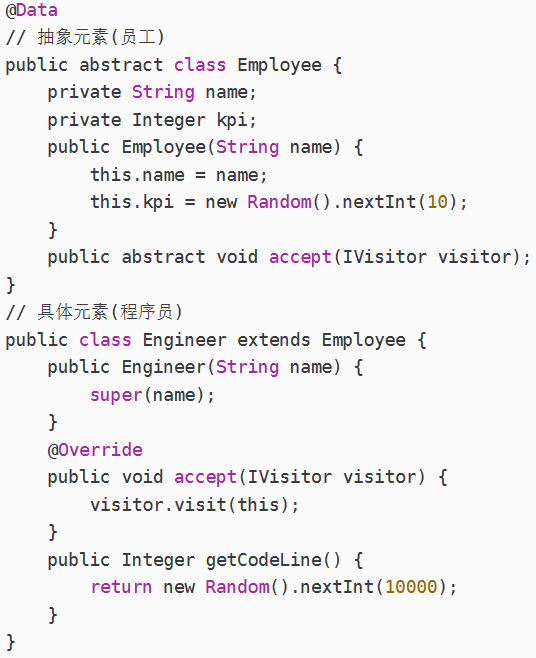 @Data
// 抽象元素(员工)
public abstract class Employee {
    private String name;
    private Integer kpi;
    public Employee(String name) {
        this.name = name;
        this.kpi = new Random().nextInt(10);
    }
    public abstract void accept(IVisitor visitor);
}
// 具体元素(程序员)
public class Engineer extends Employee {
    public Engineer(String name) {
        super(name);
    }
    @Override
    public void accept(IVisitor visitor) {
        visitor.visit(this);
    }
    public Integer getCodeLine() {
        return new Random().nextInt(10000);
    }
}